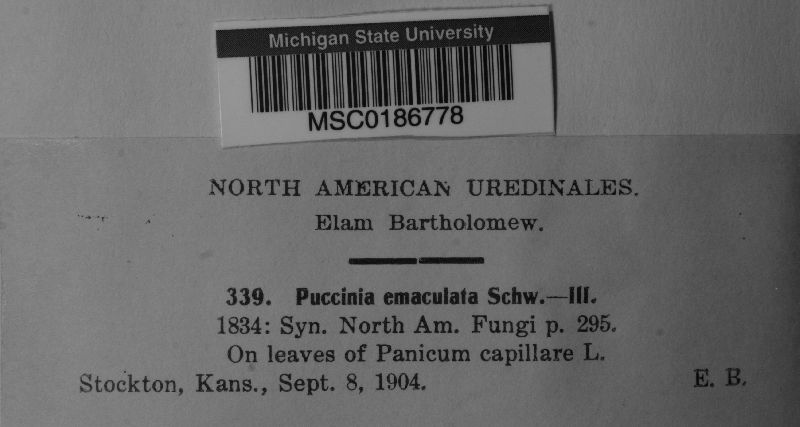 Michigan State University
MSC0186778
NORTH AMERICAN UREDINALES.
Elam Bartholomew.
339. Puccinia emaculata Schw.—III.
1834: Syn. North Am. Fungi p. 295.
On leaves of Panicum capillare L.
Stockton, Kans., Sept. 8, 1904. E. B.